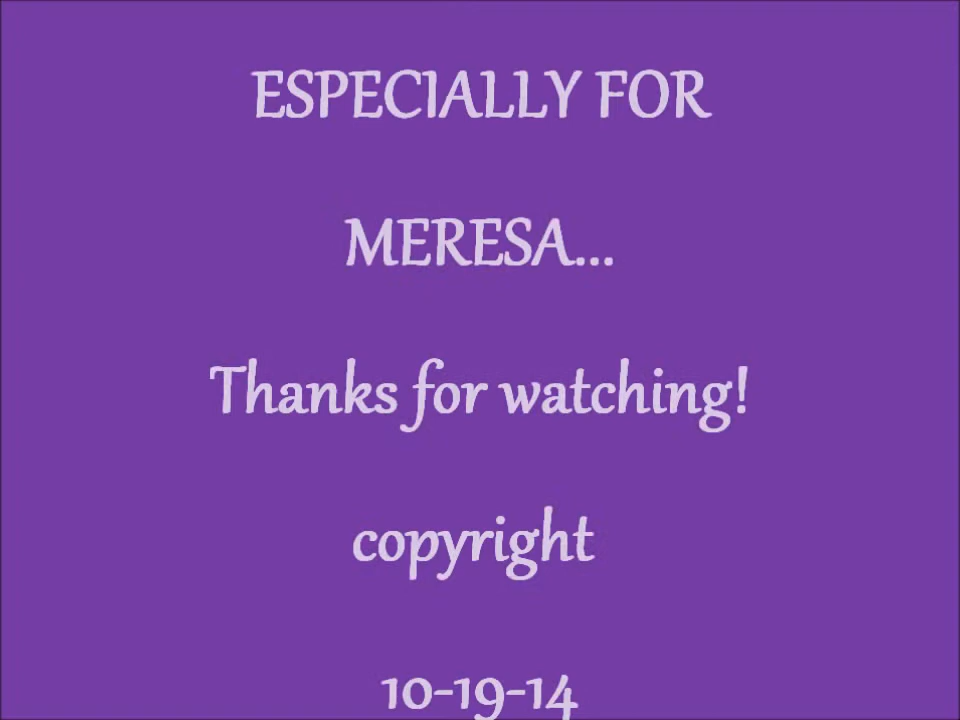 ESPECIALLY FOR
MERESA...
Thanks for watching!
copyright
10-19-14